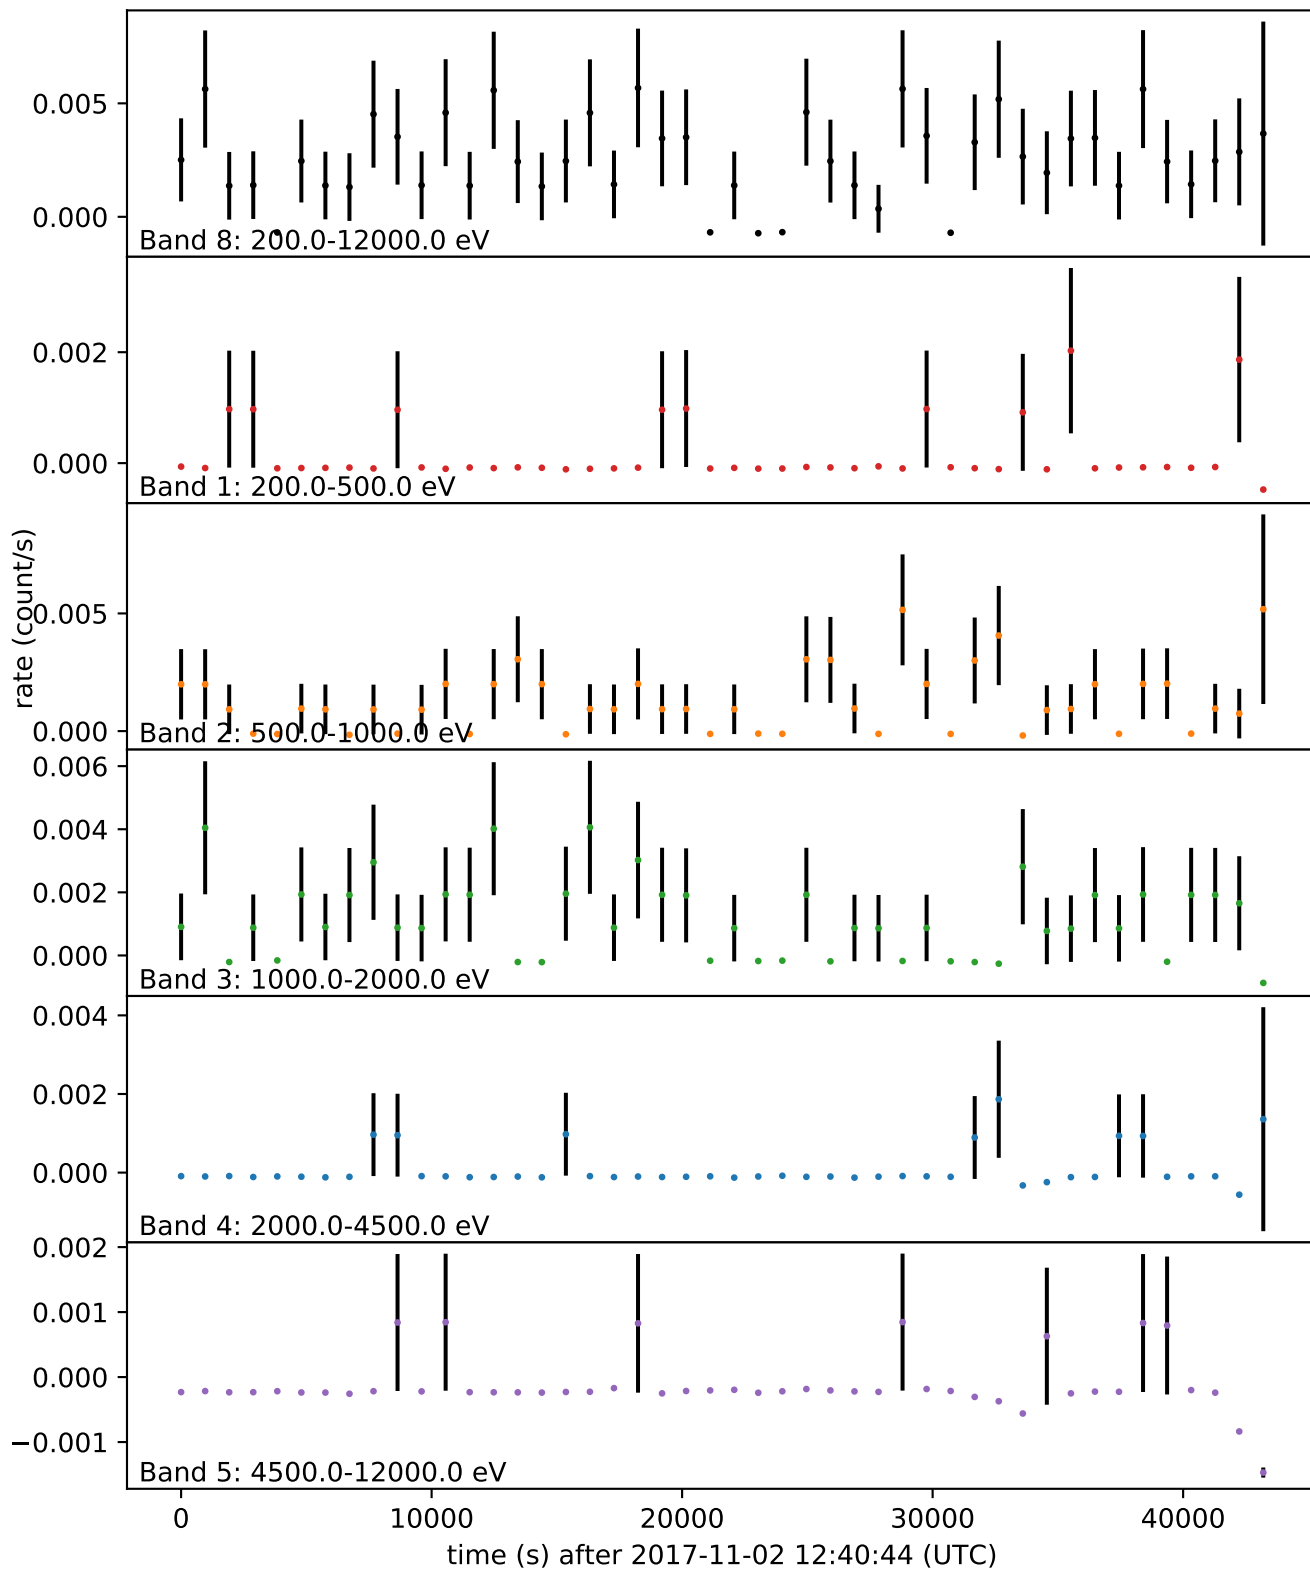 0.005
0.000
Band 8: 200.0-12000.0 eV
0.002
0.000
Band 1: 200.0-500.0 eV
rate (count/s)
0.005
0.000
Band 2: 500.0-1000.0 eV
0.006
0.004
0.002
0.000
Band 3: 1000.0-2000.0 eV
0.004
0.002
0.000
Band 4: 2000.0-4500.0 eV
0.002
0.001
0.000
−0.001
Band 5: 4500.0-12000.0 eV
0 10000 20000 30000 40000
time (s) after 2017-11-02 12:40:44 (UTC)